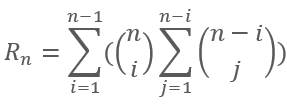 R_n = \sum_{i=1}^{n-1} (\binom{n}{i} \sum_{j=1}^{n-i} \binom{n-i}{j})